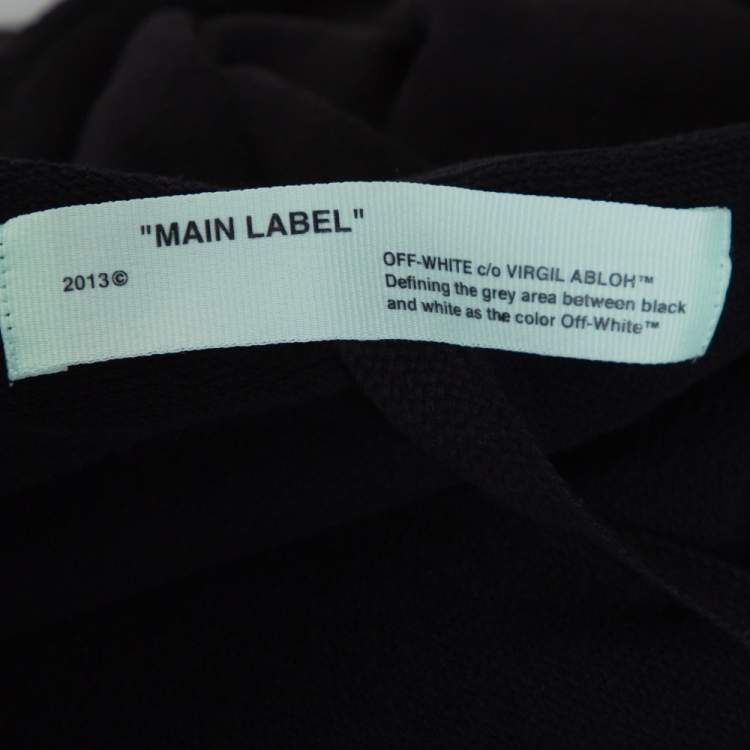 "MAIN LABEL"
2013©
OFF-WHITE c/o VIRGIL ABLOH™
Defining the grey area between black
and white as the color Off-White™